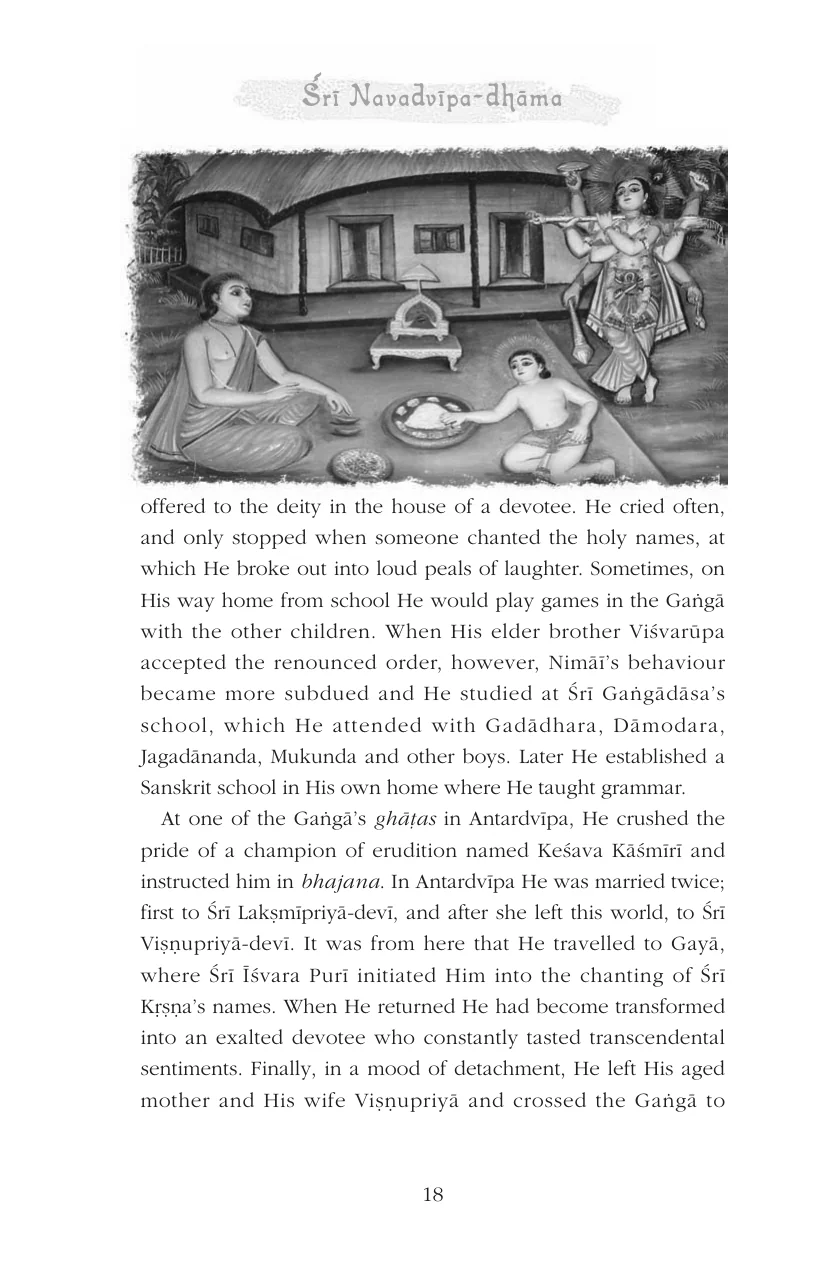 Śrī Navadvīpa-dhāma
offered to the deity in the house of a devotee. He cried often,
and only stopped when someone chanted the holy names, at
which He broke out into loud peals of laughter. Sometimes, on
His way home from school He would play games in the Gaṅgā
with the other children. When His elder brother Viśvarūpa
accepted the renounced order, however, Nimāī’s behaviour
became more subdued and He studied at Śrī Gaṅgādāsa’s
school, which He attended with Gadādhara, Dāmodara,
Jagadānanda, Mukunda and other boys. Later He established a
Sanskrit school in His own home where He taught grammar.
At one of the Gaṅgā’s ghāṭas in Antardvīpa, He crushed the
pride of a champion of erudition named Keśava Kāśmīrī and
instructed him in bhajana. In Antardvīpa He was married twice;
first to Śrī Lakṣmīpriyā-devī, and after she left this world, to Śrī
Viṣṇupriyā-devī. It was from here that He travelled to Gayā,
where Śrī Īśvara Purī initiated Him into the chanting of Śrī
Kṛṣṇa’s names. When He returned He had become transformed
into an exalted devotee who constantly tasted transcendental
sentiments. Finally, in a mood of detachment, He left His aged
mother and His wife Viṣṇupriyā and crossed the Gaṅgā to
18